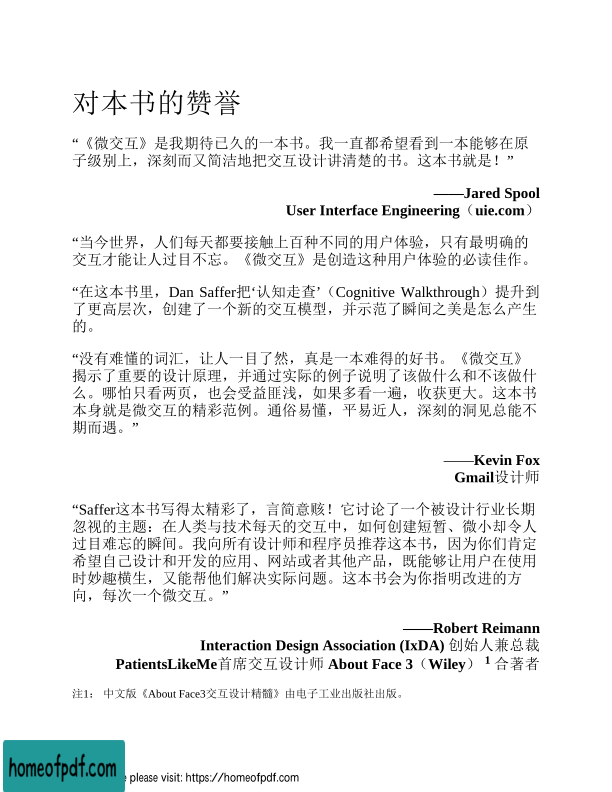 对本书的赞誉
“《微交互》是我期待已久的一本书。我一直都希望看到一本能够在原
子级别上，深刻而又简洁地把交互设计讲清楚的书。这本书就是！”
——Jared Spool
User Interface Engineering（uie.com）
“当今世界，人们每天都要接触上百种不同的用户体验，只有最明确的
交互才能让人过目不忘。《微交互》是创造这种用户体验的必读佳作。
“在这本书里，Dan Saffer把‘认知走查’（Cognitive Walkthrough）提升到
了更高层次，创建了一个新的交互模型，并示范了瞬间之美是怎么产生
的。
“没有难懂的词汇，让人一目了然，真是一本难得的好书。《微交互》
揭示了重要的设计原理，并通过实际的例子说明了该做什么和不该做什
么。哪怕只看两页，也会受益匪浅，如果多看一遍，收获更大。这本书
本身就是微交互的精彩范例。通俗易懂，平易近人，深刻的洞见总能不
期而遇。”
——Kevin Fox
Gmail设计师
“Saffer这本书写得太精彩了，言简意赅！它讨论了一个被设计行业长期
忽视的主题：在人类与技术每天的交互中，如何创建短暂、微小却令人
过目难忘的瞬间。我向所有设计师和程序员推荐这本书，因为你们肯定
希望自己设计和开发的应用、网站或者其他产品，既能够让用户在使用
时妙趣横生，又能帮他们解决实际问题。这本书会为你指明改进的方
向，每次一个微交互。”
——Robert Reimann
Interaction Design Association (IxDA) 创始人兼总裁
PatientsLikeMe首席交互设计师 About Face 3（Wiley） 1 合著者
注1： 中文版《About Face3交互设计精髓》由电子工业出版社出版。
homeofpdf.com
please visit: https://homeofpdf.com